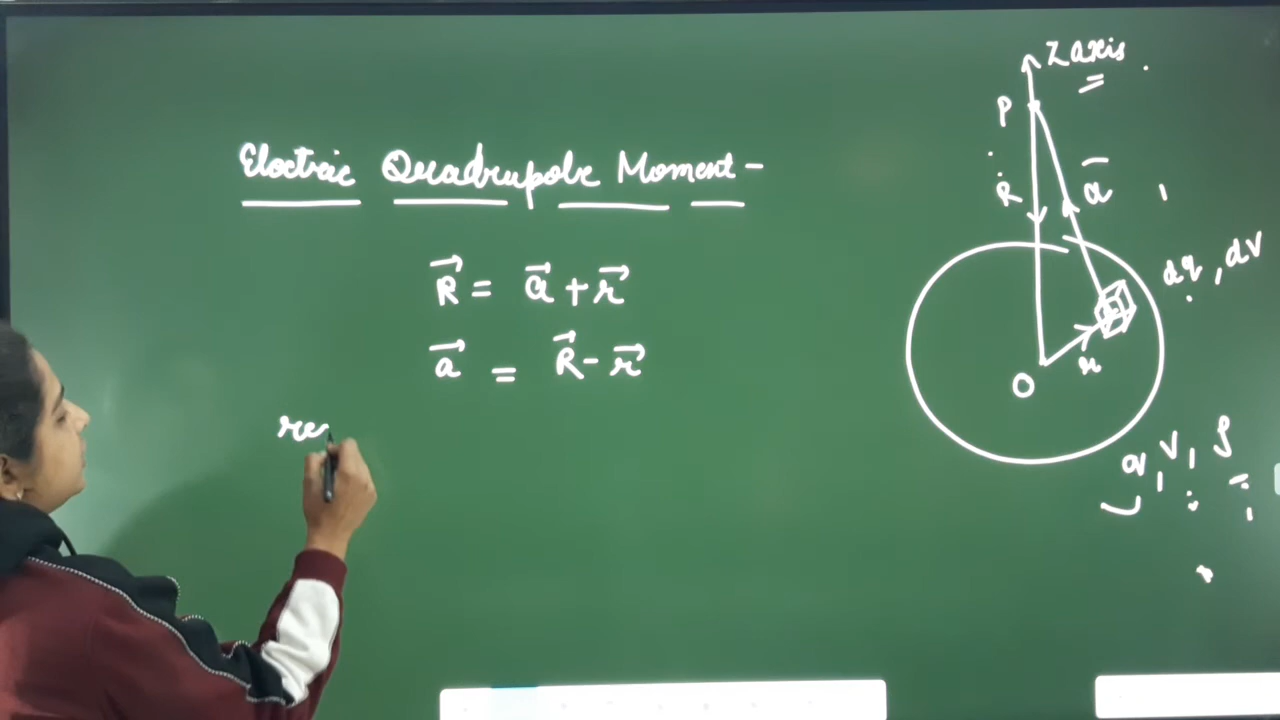 Electric Quadrupole Moment -
R⃗ = a⃗ + r⃗
a⃗ = R⃗ - r⃗
re
Z axis
P
R
a
dq, dV
r
O
q, V, ρ